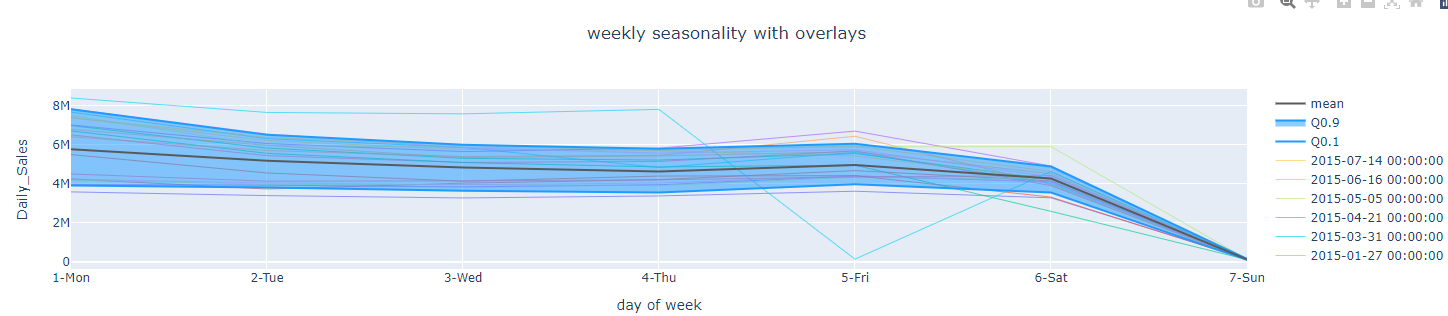 weekly seasonality with overlays
Daily_Sales
8M
6M
4M
2M
0
1-Mon 2-Tue 3-Wed 4-Thu 5-Fri 6-Sat 7-Sun
day of week
mean
Q0.9
Q0.1
2015-07-14 00:00:00
2015-06-16 00:00:00
2015-05-05 00:00:00
2015-04-21 00:00:00
2015-03-31 00:00:00
2015-01-27 00:00:00